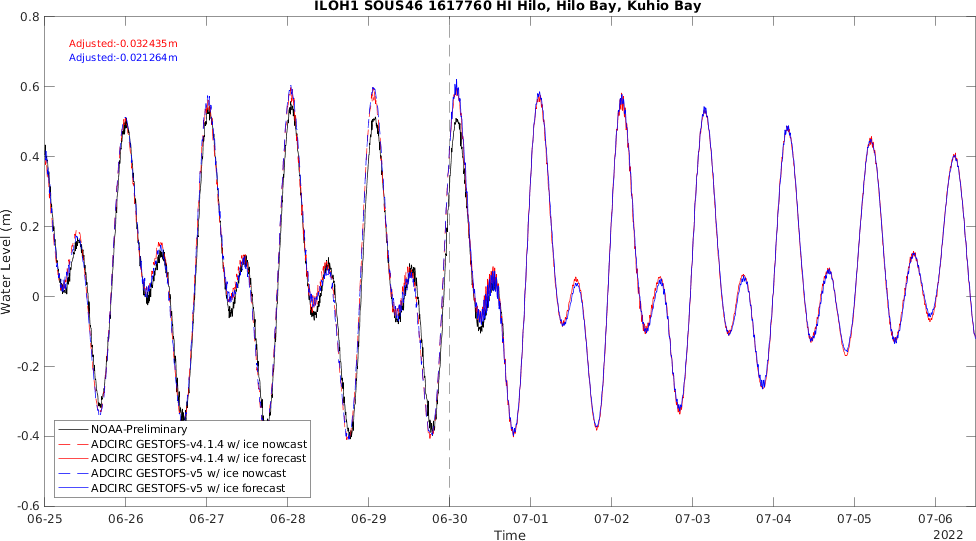 ILOH1 SOUS46 1617760 HI Hilo, Hilo Bay, Kuhio Bay
Adjusted:-0.032435m
Adjusted:-0.021264m
Water Level (m)
0.8
0.6
0.4
0.2
0
-0.2
-0.4
-0.6
NOAA-Preliminary
ADCIRC GESTOFS-v4.1.4 w/ ice nowcast
ADCIRC GESTOFS-v4.1.4 w/ ice forecast
ADCIRC GESTOFS-v5 w/ ice nowcast
ADCIRC GESTOFS-v5 w/ ice forecast
06-25 06-26 06-27 06-28 06-29 06-30 07-01 07-02 07-03 07-04 07-05 07-06
Time
2022